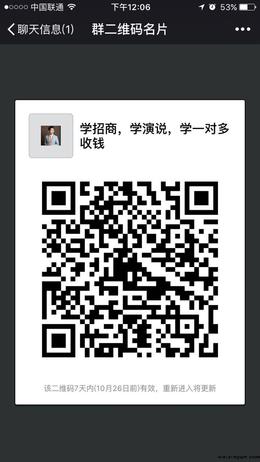 中国联通
下午12:06
53%
聊天信息(1)
群二维码名片
学招商，学演说，学一对多
收钱
该二维码7天内(10月26日前)有效，重新进入将更新